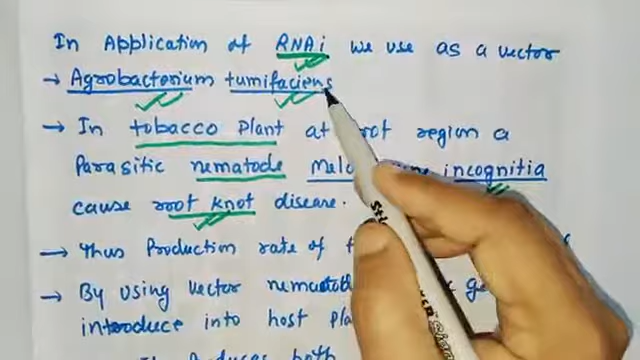 In Application of RNAi we use as a vector
→ Agrobacterium tumifaciens
→ In tobacco plant at root region a
Parasitic nematode incognitia
cause root knot disease.
→ Thus Production rate of
→ By using vector
introduce into host
both